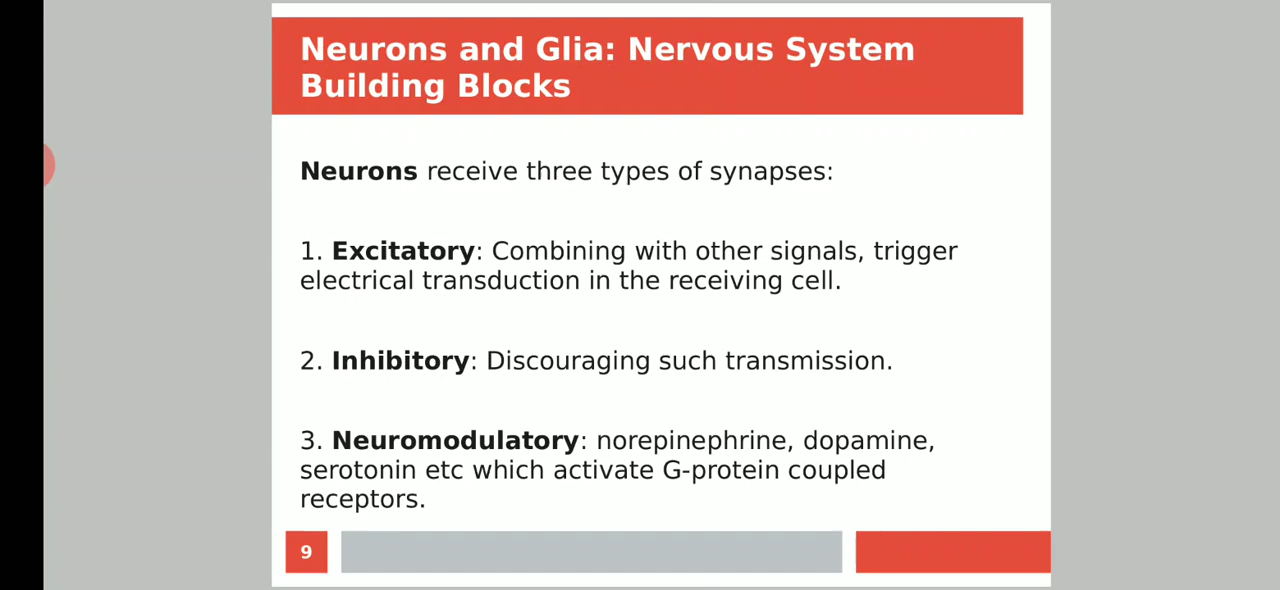 Neurons and Glia: Nervous System
Building Blocks
Neurons receive three types of synapses:
1. Excitatory: Combining with other signals, trigger
electrical transduction in the receiving cell.
2. Inhibitory: Discouraging such transmission.
3. Neuromodulatory: norepinephrine, dopamine,
serotonin etc which activate G-protein coupled
receptors.
9